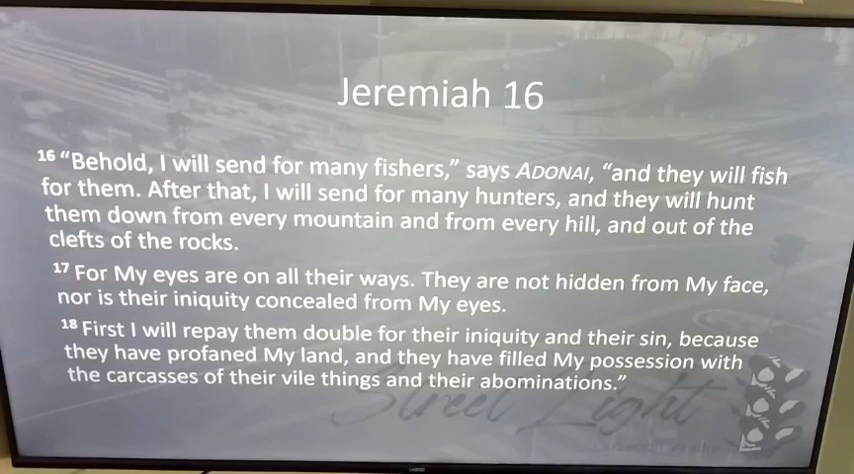 Jeremiah 16
16 “Behold, I will send for many fishers,” says ADONAI, “and they will fish
for them. After that, I will send for many hunters, and they will hunt
them down from every mountain and from every hill, and out of the
clefts of the rocks.
17 For My eyes are on all their ways. They are not hidden from My face,
nor is their iniquity concealed from My eyes.
18 First I will repay them double for their iniquity and their sin, because
they have profaned My land, and they have filled My possession with
the carcasses of their vile things and their abominations.”
Street Light
VIZIO